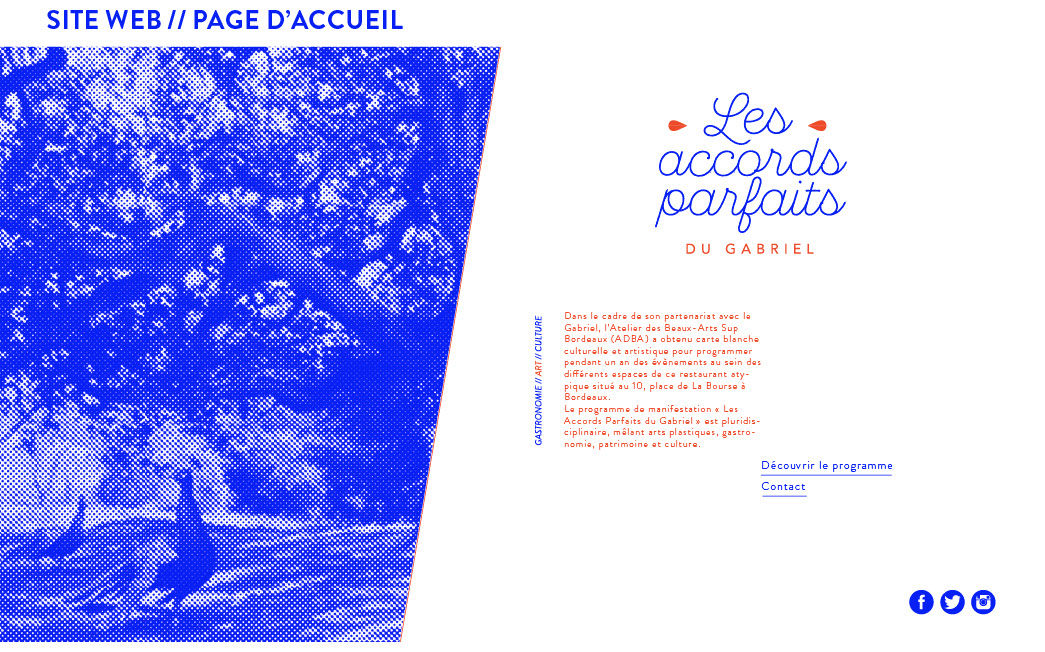 SITE WEB // PAGE D’ACCUEIL
Les
accords
parfaits
DU GABRIEL
GASTRONOMIE // ART // CULTURE
Dans le cadre de son partenariat avec le
Gabriel, l’Atelier des Beaux-Arts Sup
Bordeaux (ADBA) a obtenu carte blanche
culturelle et artistique pour programmer
pendant un an des évènements au sein des
différents espaces de ce restaurant aty-
pique situé au 10, place de La Bourse à
Bordeaux.
Le programme de manifestation « Les
Accords Parfaits du Gabriel » est pluridis-
ciplinaire, mêlant arts plastiques, gastro-
nomie, patrimoine et culture.
Découvrir le programme
Contact